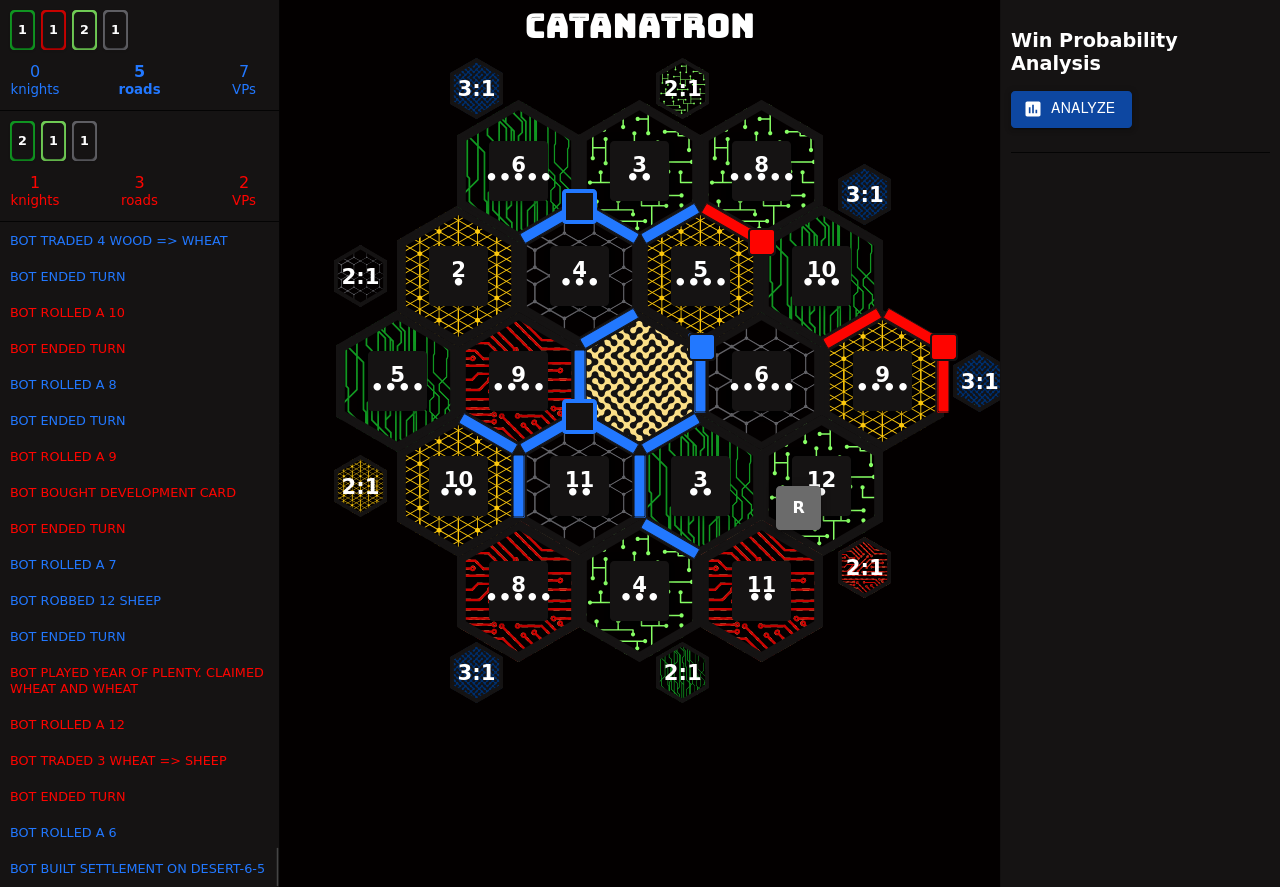 1 1 2 1
0 5 7
knights roads VPs
2 1 1
1 3 2
knights roads VPs
BOT TRADED 4 WOOD => WHEAT
BOT ENDED TURN
BOT ROLLED A 10
BOT ENDED TURN
BOT ROLLED A 8
BOT ENDED TURN
BOT ROLLED A 9
BOT BOUGHT DEVELOPMENT CARD
BOT ENDED TURN
BOT ROLLED A 7
BOT ROBBED 12 SHEEP
BOT ENDED TURN
BOT PLAYED YEAR OF PLENTY. CLAIMED
WHEAT AND WHEAT
BOT ROLLED A 12
BOT TRADED 3 WHEAT => SHEEP
BOT ENDED TURN
BOT ROLLED A 6
BOT BUILT SETTLEMENT ON DESERT-6-5
CATANATRON
3:1 2:1
6 3 8
3:1
2:1 2 4 5 10
5 9 6 9 3:1
2:1 10 11 3 12
R
2:1
8 4 11
3:1 2:1
Win Probability
Analysis
ANALYZE